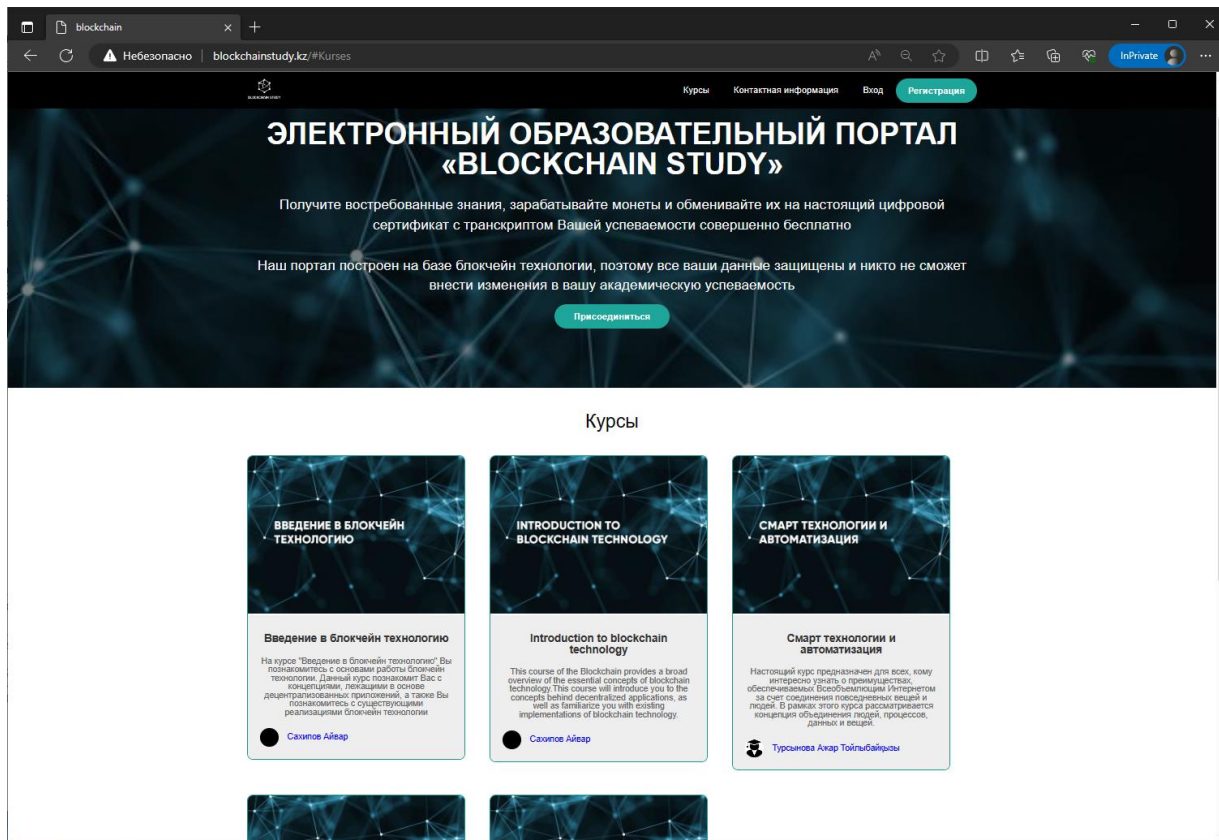 blockchain
Небезопасно
blockchainstudy.kz/#Kurses
InPrivate
BLOCKCHAIN STUDY
Курсы
Контактная информация
Вход
Регистрация
ЭЛЕКТРОННЫЙ ОБРАЗОВАТЕЛЬНЫЙ ПОРТАЛ
«BLOCKCHAIN STUDY»
Получите востребованные знания, зарабатывайте монеты и обменивайте их на настоящий цифровой
сертификат с транскриптом Вашей успеваемости совершенно бесплатно
Наш портал построен на базе блокчейн технологии, поэтому все ваши данные защищены и никто не сможет
внести изменения в вашу академическую успеваемость
Присоединиться
Курсы
ВВЕДЕНИЕ В БЛОКЧЕЙН
ТЕХНОЛОГИЮ
Введение в блокчейн технологию
На курсе "Введение в блокчейн технологию" Вы
познакомитесь с основами работы блокчейн
технологии. Данный курс познакомит Вас с
концепциями, лежащими в основе
децентрализованных приложений, а также Вы
познакомитесь с существующими
реализациями блокчейн технологии
Сахипов Айвар
INTRODUCTION TO
BLOCKCHAIN TECHNOLOGY
Introduction to blockchain
technology
This course of the Blockchain provides a broad
overview of the essential concepts of blockchain
technology.This course will introduce you to the
concepts behind decentralized applications, as
well as familiarize you with existing
implementations of blockchain technology.
Сахипов Айвар
СМАРТ ТЕХНОЛОГИИ И
АВТОМАТИЗАЦИЯ
Смарт технологии и
автоматизация
Настоящий курс предназначен для всех, кому
интересно узнать о преимуществах,
обеспечиваемых Всеобъемлющим Интернетом
за счет соединения повседневных вещей и
людей. В рамках этого курса рассматривается
концепция объединения людей, процессов,
данных и вещей.
Турсынова Ажар Тойлыбайқызы